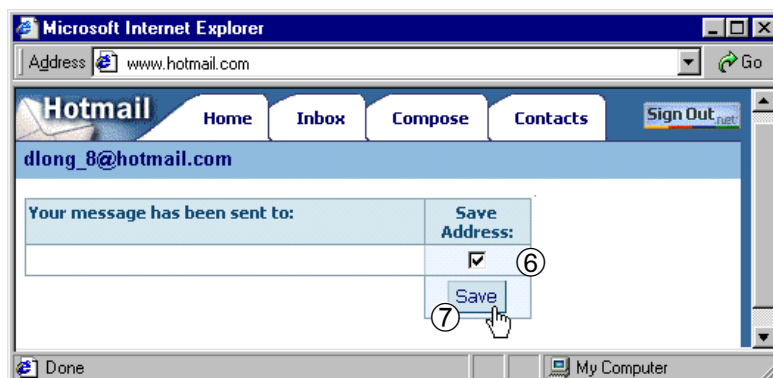 Microsoft Internet Explorer
Address www.hotmail.com Go
Hotmail Home Inbox Compose Contacts Sign Out .net
dlong_8@hotmail.com
Your message has been sent to: Save
Address:
⑥
Save
⑦
Done My Computer